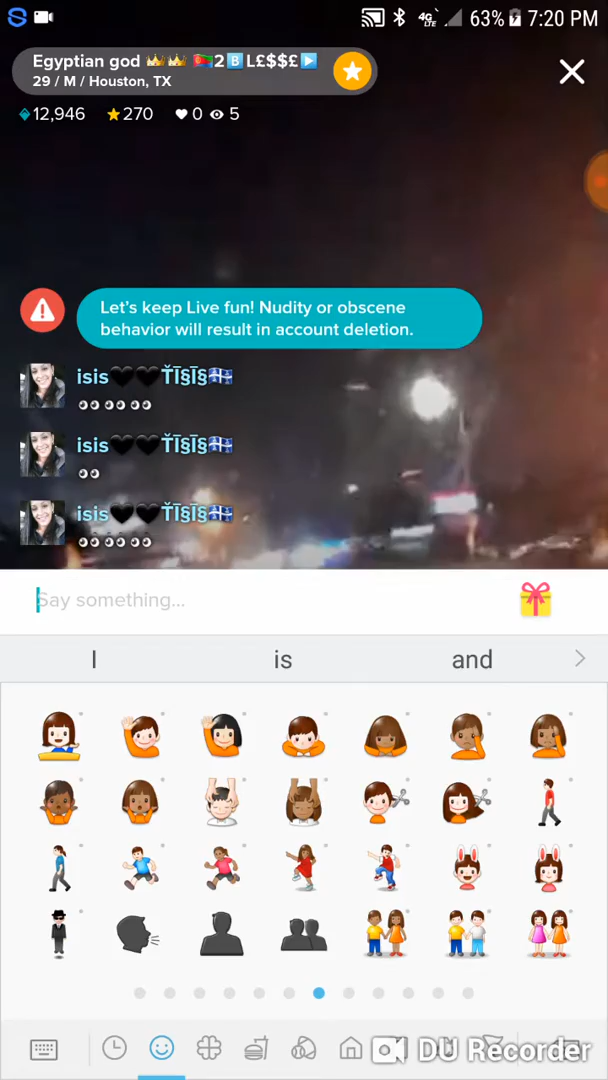 63% 7:20 PM
Egyptian god 👑👑 🇪🇷2🅱️L£$$£▶️
29 / M / Houston, TX
12,946 270 0 5
Let's keep Live fun! Nudity or obscene
behavior will result in account deletion.
isis🖤🖤ŤĪ§Ī§
isis🖤🖤ŤĪ§Ī§
isis🖤🖤ŤĪ§Ī§
Say something...
I is and
DU Recorder